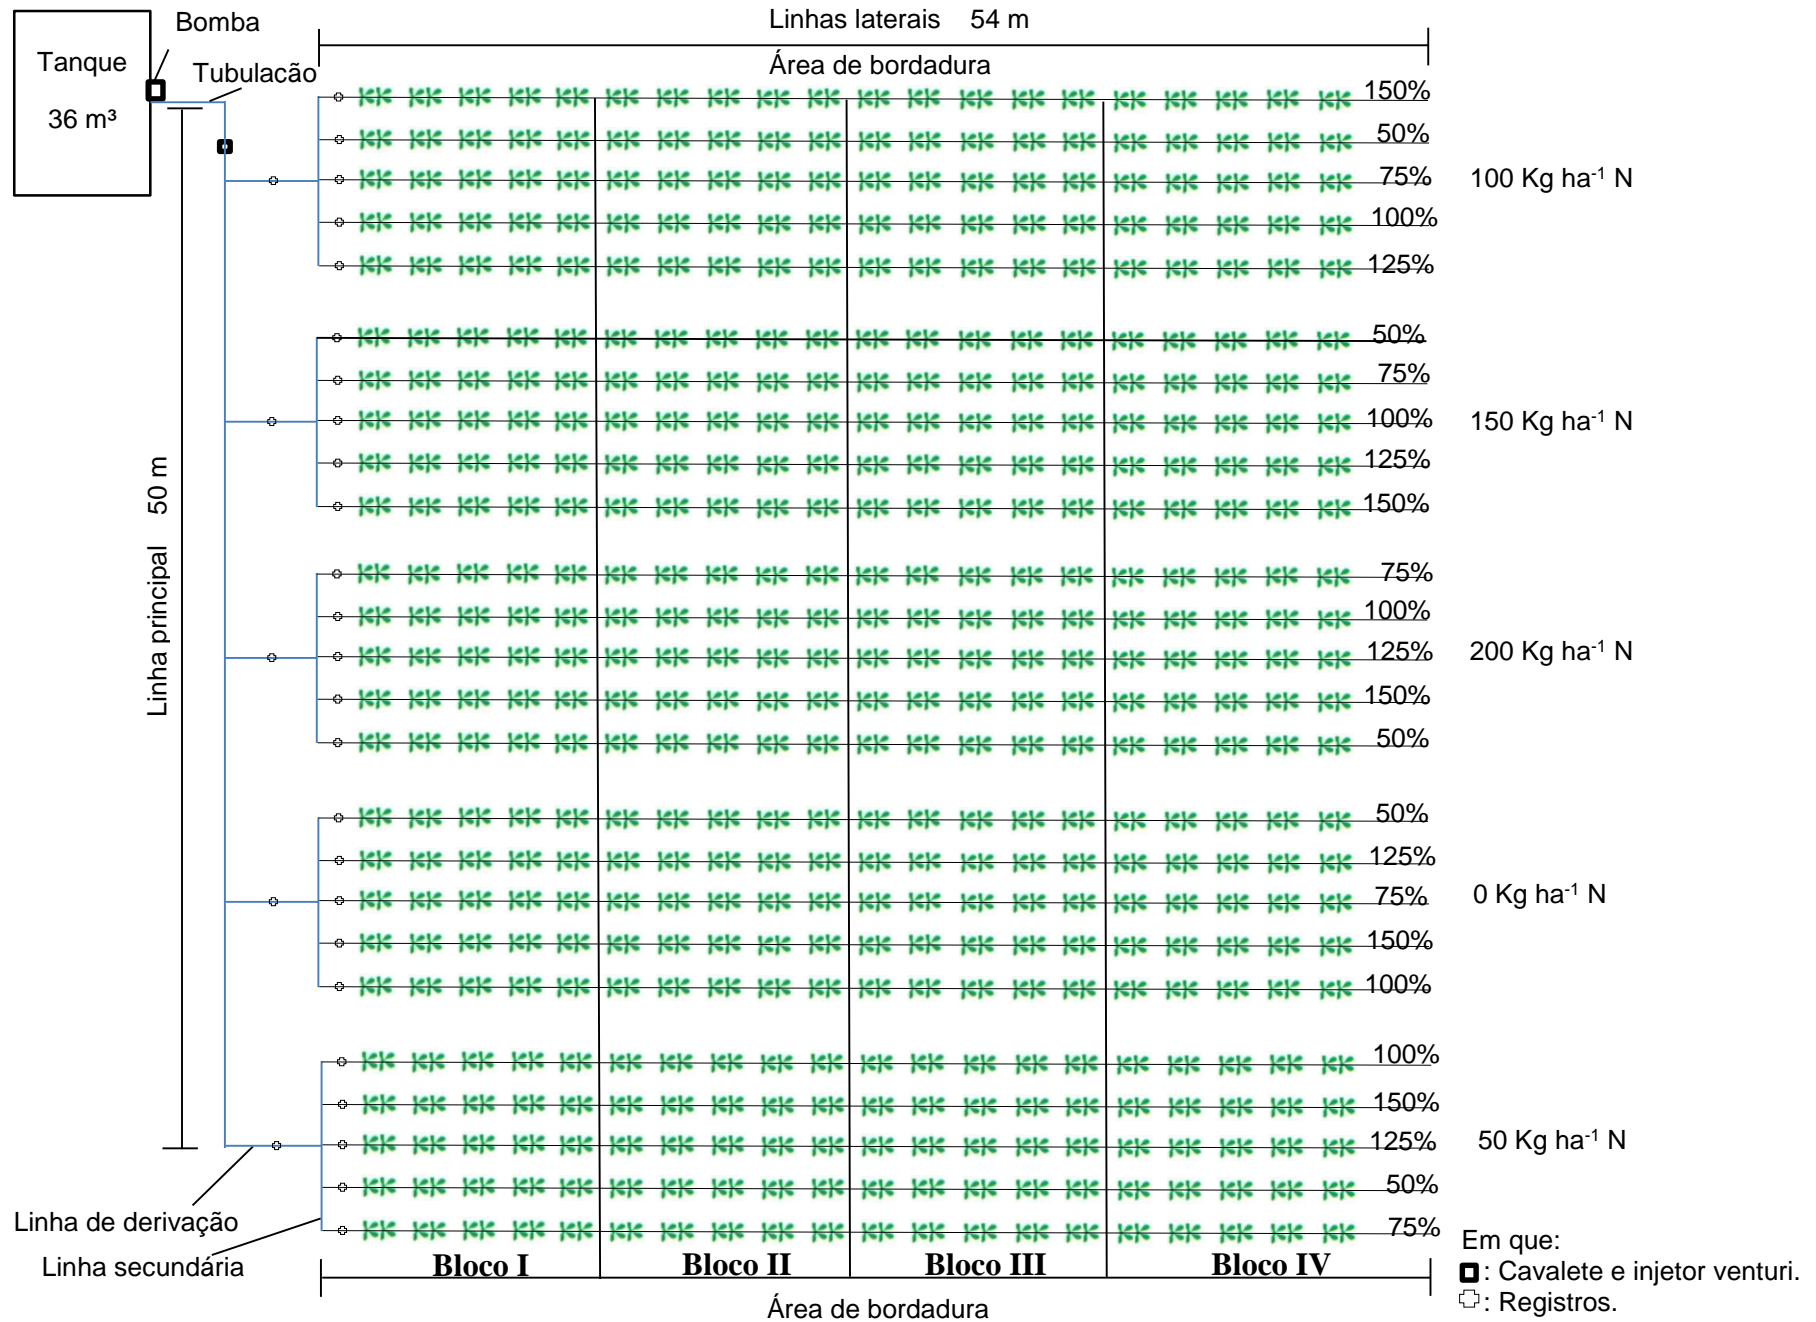 Linhas laterais 54 m
Bomba
Tanque
36 m³
Tubulacão
Área de bordadura
150%
50%
75%
100%
125%
100 Kg ha⁻¹ N
50%
75%
100%
125%
150%
150 Kg ha⁻¹ N
Linha principal 50 m
75%
100%
125%
150%
50%
200 Kg ha⁻¹ N
50%
125%
75%
150%
100%
0 Kg ha⁻¹ N
100%
150%
125%
50%
75%
50 Kg ha⁻¹ N
Linha de derivação
Linha secundária
Bloco I Bloco II Bloco III Bloco IV
Área de bordadura
Em que:
: Cavalete e injetor venturi.
: Registros.